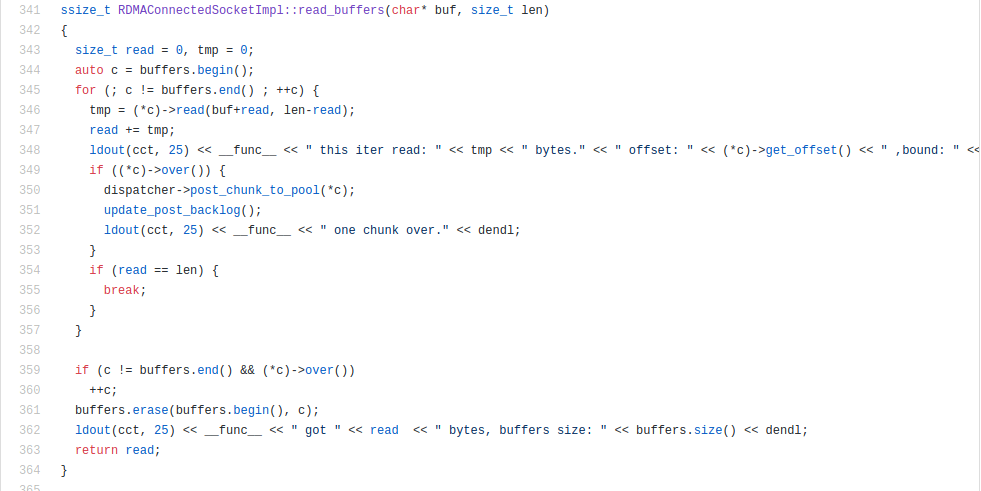 341 ssize_t RDMAConnectedSocketImpl::read_buffers(char* buf, size_t len)
342 {
343   size_t read = 0, tmp = 0;
344   auto c = buffers.begin();
345   for (; c != buffers.end() ; ++c) {
346     tmp = (*c)->read(buf+read, len-read);
347     read += tmp;
348     ldout(cct, 25) << __func__ << " this iter read: " << tmp << " bytes." << " offset: " << (*c)->get_offset() << " ,bound: " <<
349     if ((*c)->over()) {
350       dispatcher->post_chunk_to_pool(*c);
351       update_post_backlog();
352       ldout(cct, 25) << __func__ << " one chunk over." << dendl;
353     }
354     if (read == len) {
355       break;
356     }
357   }
358
359   if (c != buffers.end() && (*c)->over())
360     ++c;
361   buffers.erase(buffers.begin(), c);
362   ldout(cct, 25) << __func__ << " got " << read  << " bytes, buffers size: " << buffers.size() << dendl;
363   return read;
364 }
365